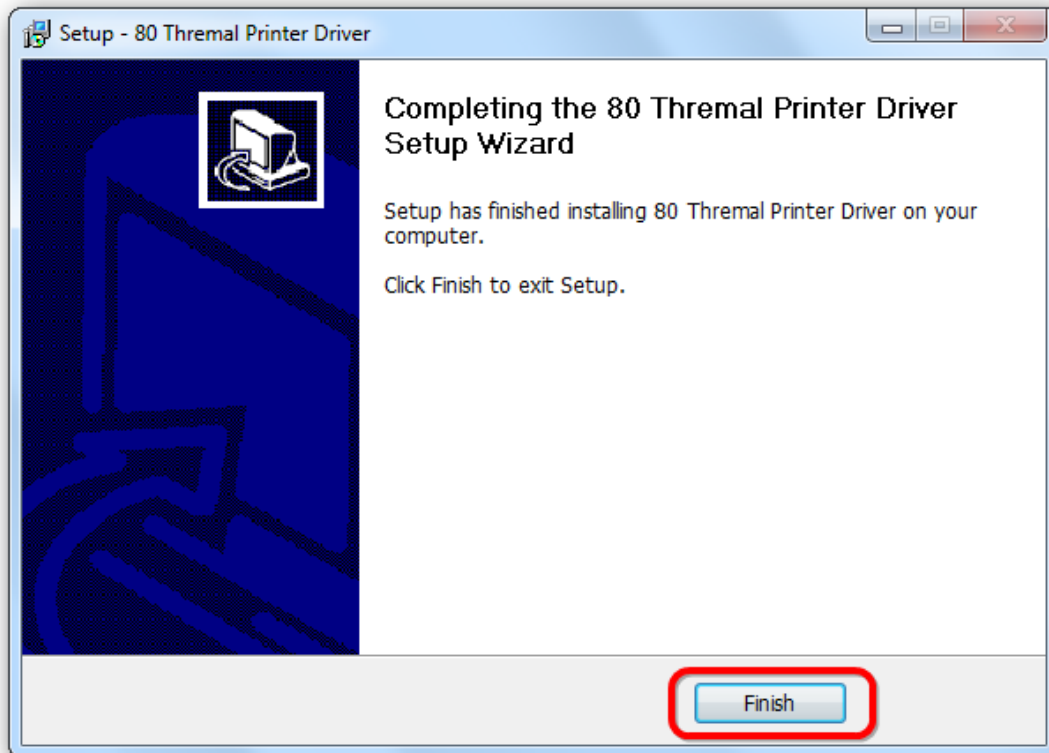 Setup - 80 Thremal Printer Driver
Completing the 80 Thremal Printer Driver
Setup Wizard
Setup has finished installing 80 Thremal Printer Driver on your
computer.
Click Finish to exit Setup.
Finish